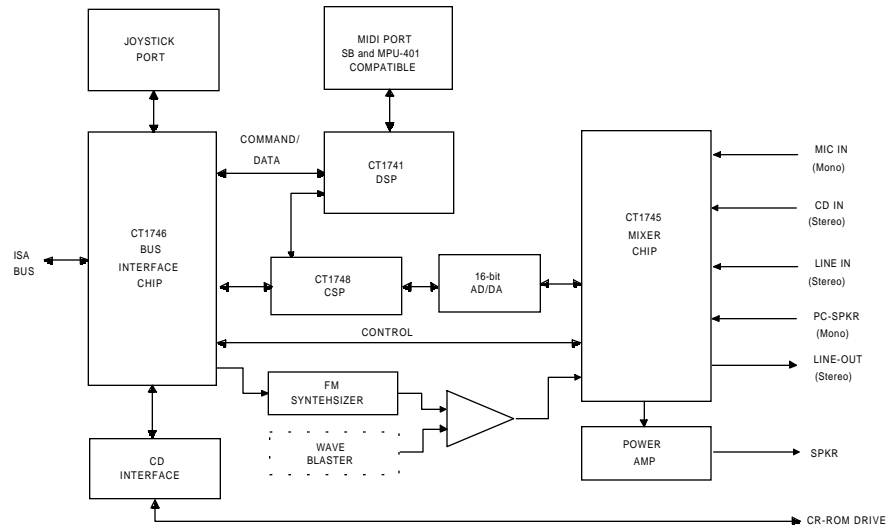 JOYSTICK
PORT
MIDI PORT
SB and MPU-401
COMPATIBLE
COMMAND/
DATA
CT1741
DSP
MIC IN
(Mono)
CT1746
BUS
INTERFACE
CHIP
CT1745
MIXER
CHIP
CD IN
(Stereo)
ISA
BUS
CT1748
CSP
16-bit
AD/DA
LINE IN
(Stereo)
CONTROL
PC-SPKR
(Mono)
LINE-OUT
(Stereo)
FM
SYNTEHSIZER
WAVE
BLASTER
POWER
AMP
SPKR
CD
INTERFACE
CR-ROM DRIVE